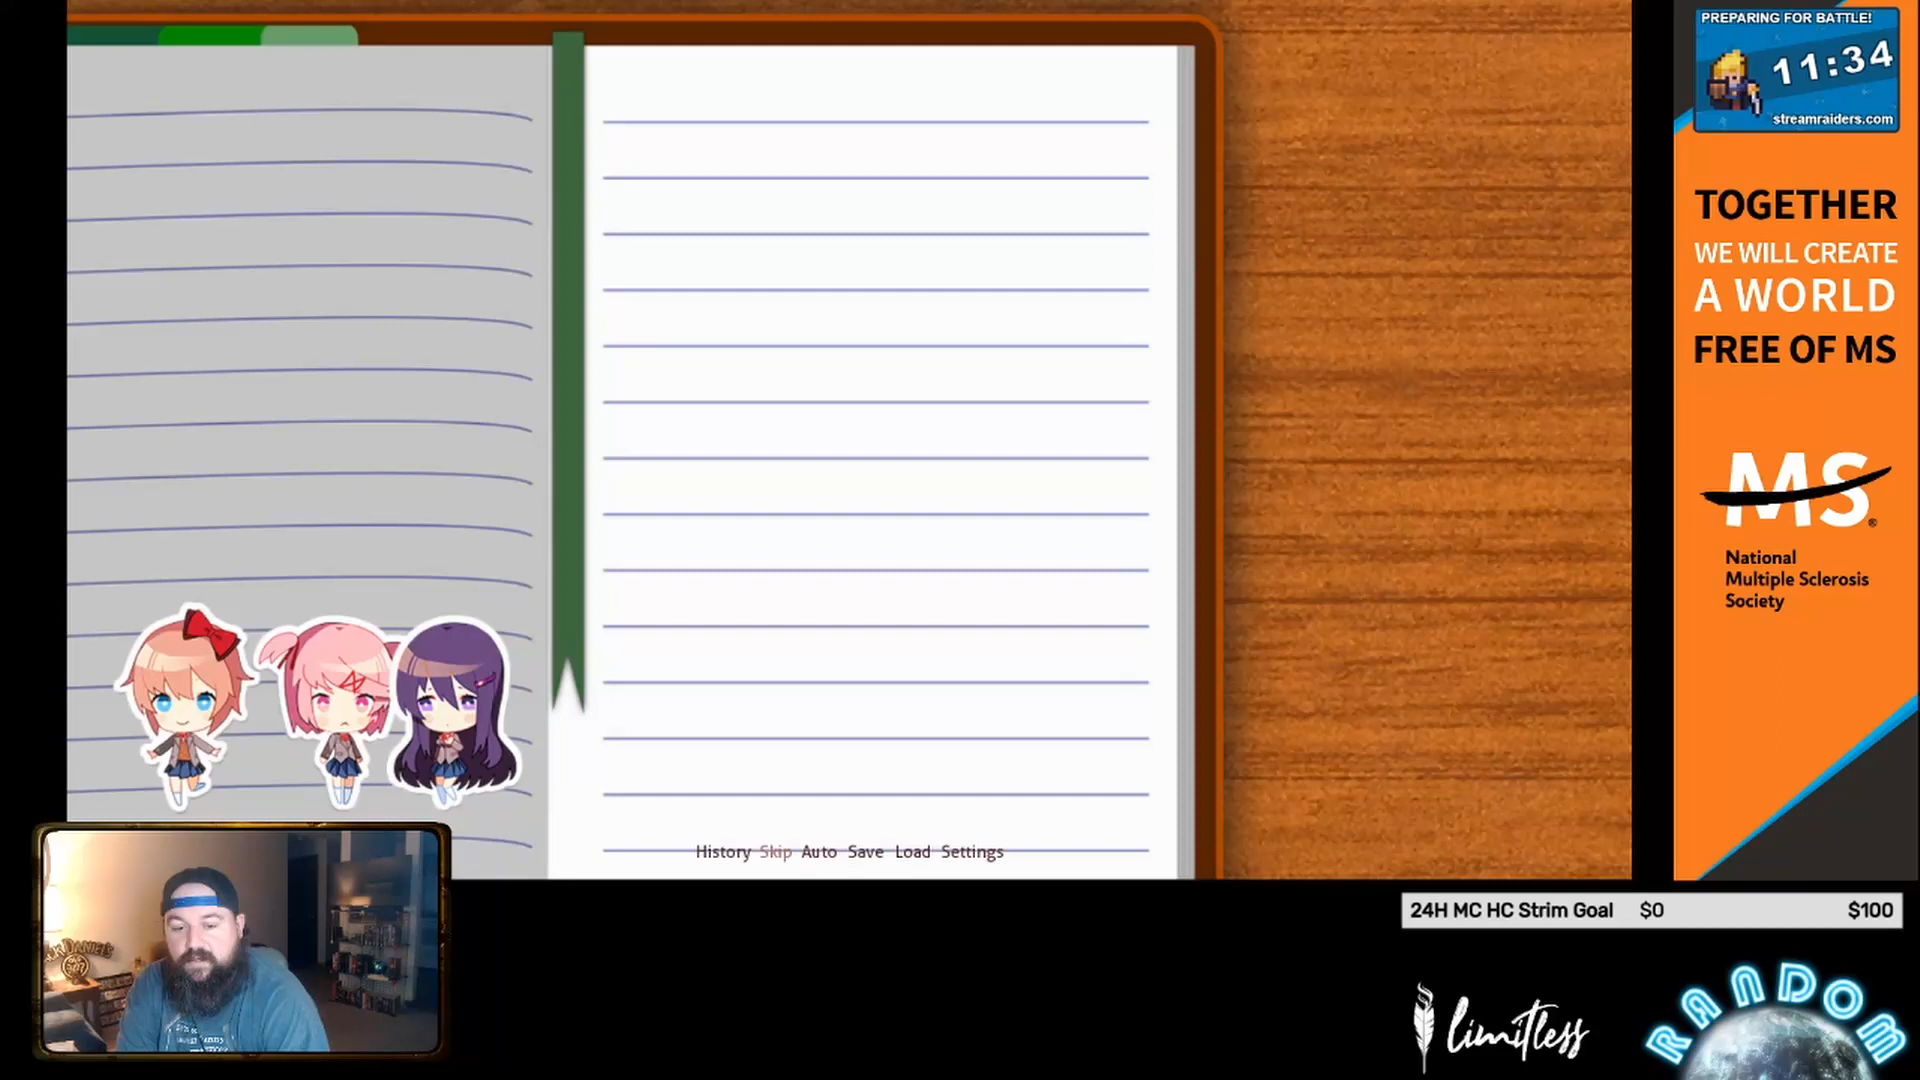 PREPARING FOR BATTLE!
11:34
streamraiders.com
TOGETHER
WE WILL CREATE
A WORLD
FREE OF MS
MS®
National
Multiple Sclerosis
Society
History Skip Auto Save Load Settings
24H MC HC Strim Goal $0 $100
limitless
RANDOM